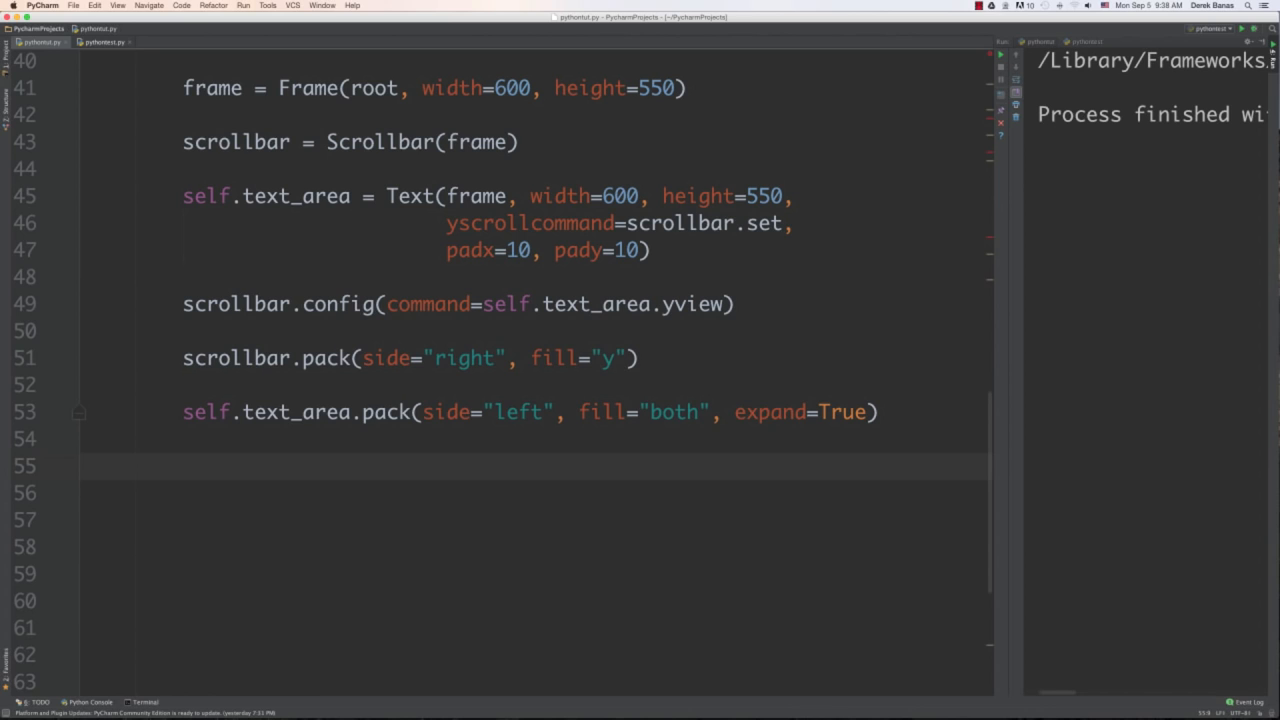 PyCharm File Edit View Navigate Code Refactor Run Tools VCS Window Help 10 Mon Sep 5 9:38 AM Derek Banas
pythontut.py - PycharmProjects - [~/PycharmProjects]
PycharmProjects pythontut.py pythontest
pythontut.py pythontest.py Run: pythontut pythontest
40
41 frame = Frame(root, width=600, height=550)
42
43 scrollbar = Scrollbar(frame)
44
45 self.text_area = Text(frame, width=600, height=550,
46 yscrollcommand=scrollbar.set,
47 padx=10, pady=10)
48
49 scrollbar.config(command=self.text_area.yview)
50
51 scrollbar.pack(side="right", fill="y")
52
53 self.text_area.pack(side="left", fill="both", expand=True)
54
55
56
57
58
59
60
61
62
63
/Library/Frameworks
Process finished wi
1: Project
7: Structure
2: Favorites
4: Run
6: TODO Python Console Terminal Event Log
Platform and Plugin Updates: PyCharm Community Edition is ready to update. (yesterday 7:31 PM) 55:9 LF÷ UTF-8÷